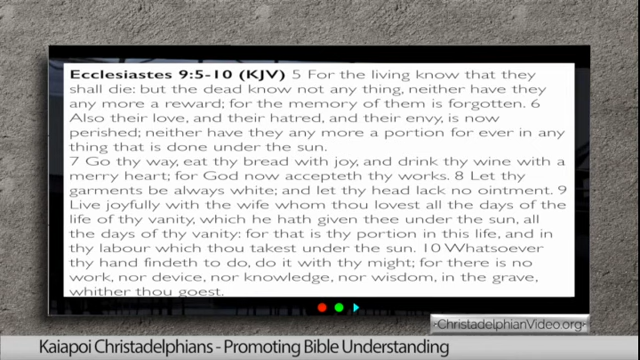 Ecclesiastes 9:5-10 (KJV) 5 For the living know that they
shall die: but the dead know not any thing, neither have they
any more a reward; for the memory of them is forgotten. 6
Also their love, and their hatred, and their envy, is now
perished; neither have they any more a portion for ever in any
thing that is done under the sun.
7 Go thy way, eat thy bread with joy, and drink thy wine with a
merry heart; for God now accepteth thy works. 8 Let thy
garments be always white; and let thy head lack no ointment. 9
Live joyfully with the wife whom thou lovest all the days of the
life of thy vanity, which he hath given thee under the sun, all
the days of thy vanity: for that is thy portion in this life, and in
thy labour which thou takest under the sun. 10 Whatsoever
thy hand findeth to do, do it with thy might; for there is no
work, nor device, nor knowledge, nor wisdom, in the grave,
whither thou goest.
ChristadelphianVideo.org
Kaiapoi Christadelphians - Promoting Bible Understanding